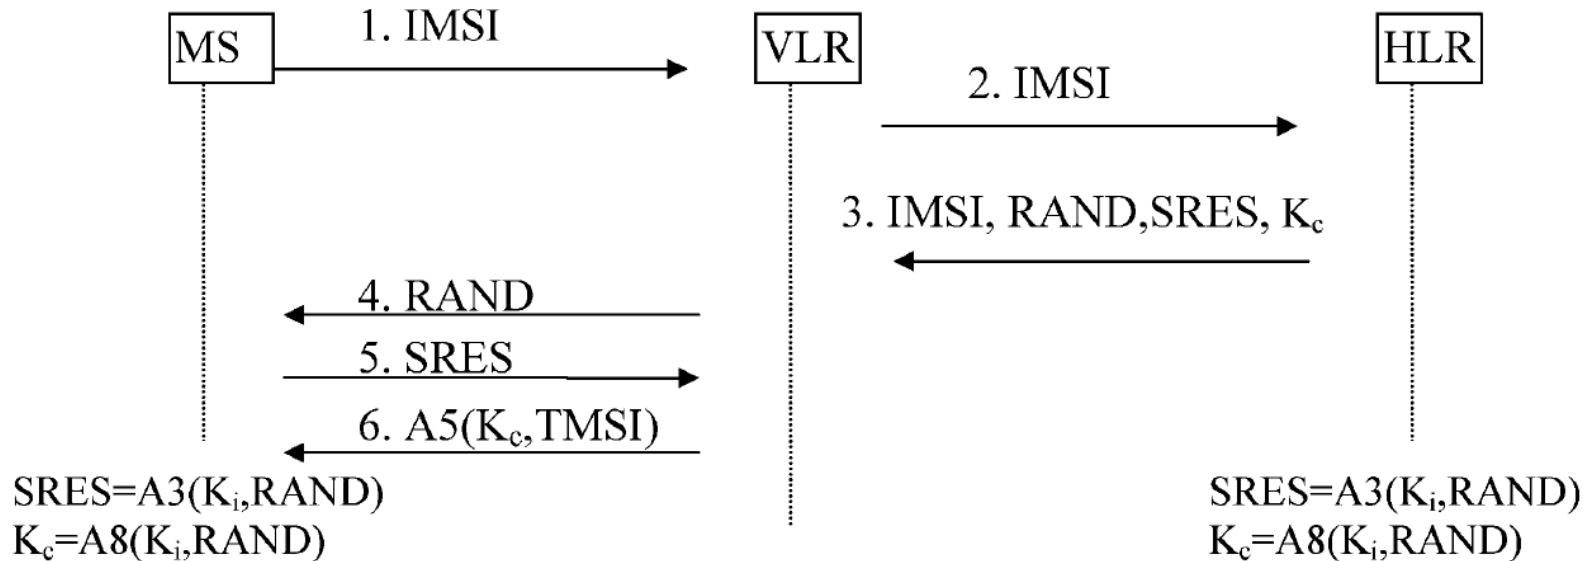 MS
1. IMSI
VLR
HLR
2. IMSI
3. IMSI, RAND,SRES, Kc
4. RAND
5. SRES
6. A5(Kc,TMSI)
SRES=A3(Ki,RAND)
Kc=A8(Ki,RAND)
SRES=A3(Ki,RAND)
Kc=A8(Ki,RAND)